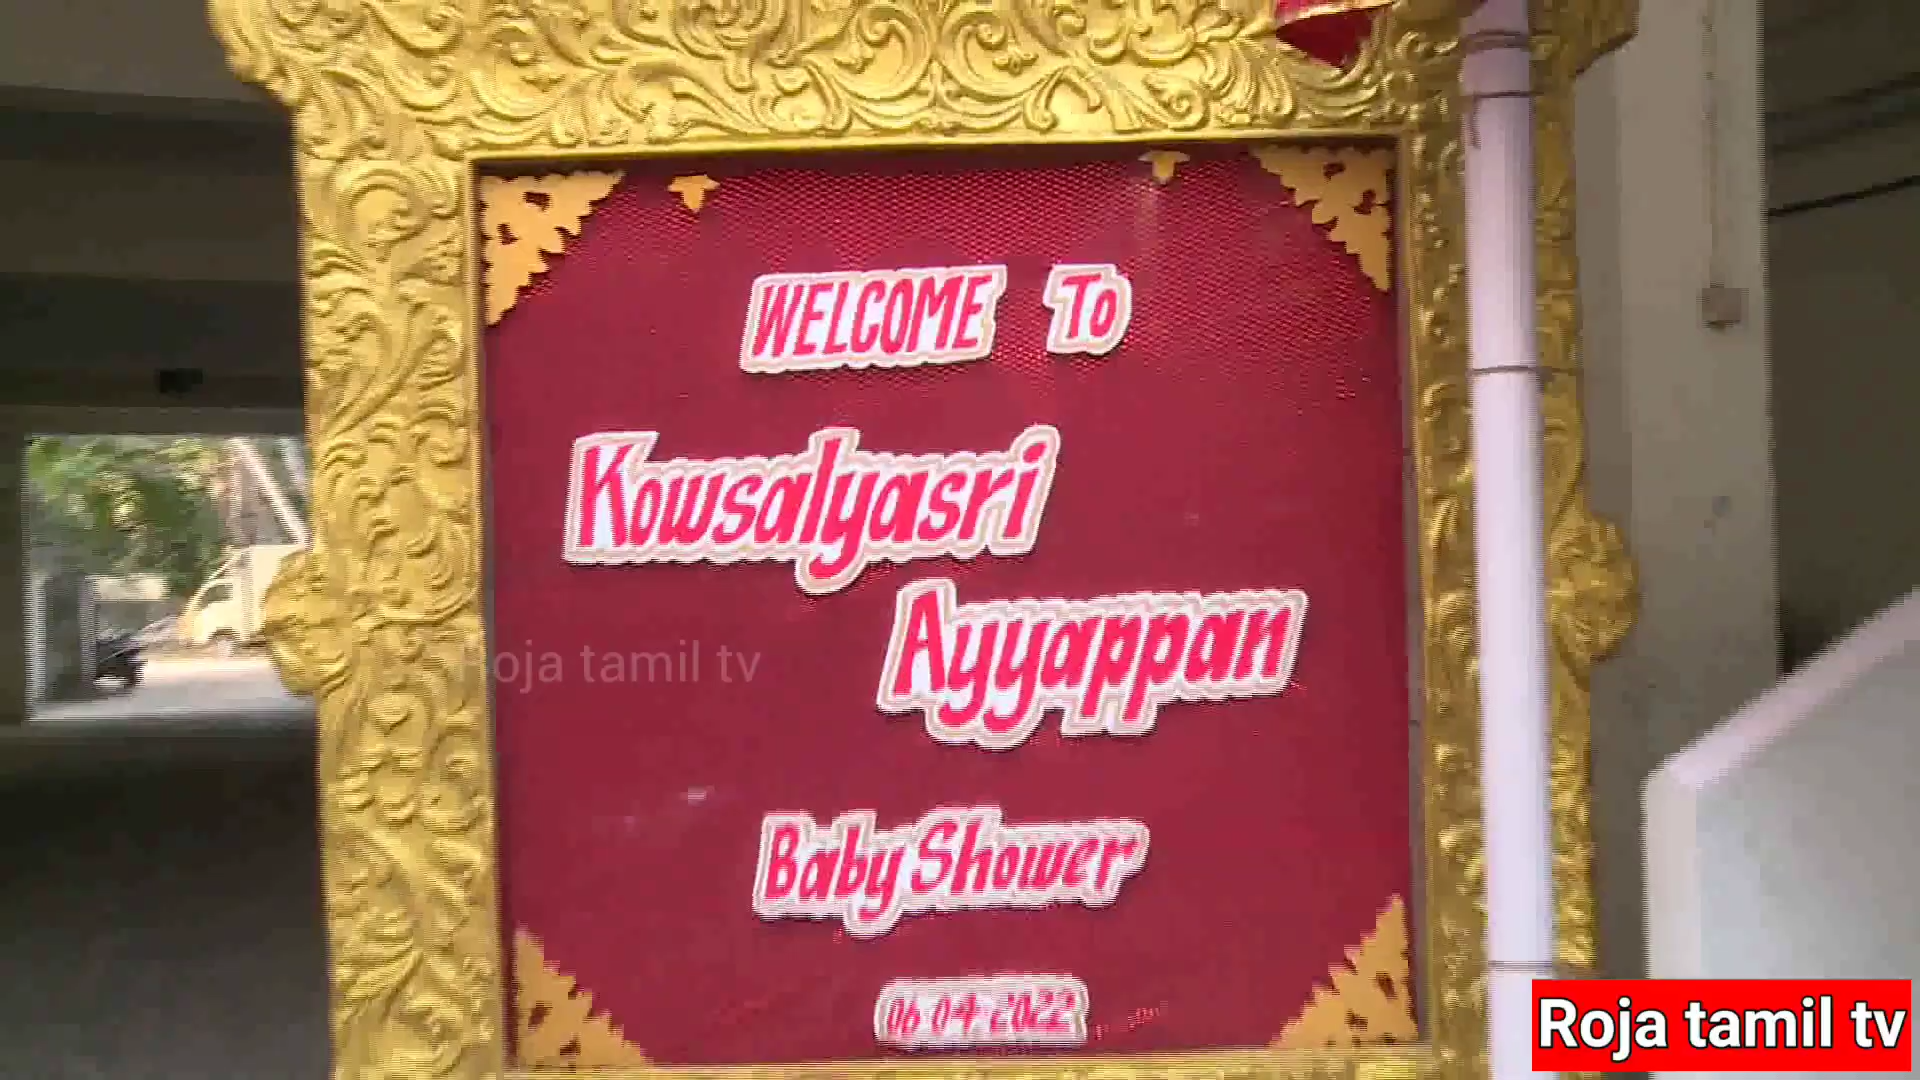 WELCOME To
Kowsalyasri
Ayyappan
Roja tamil tv
Baby Shower
06-04-2022
Roja tamil tv